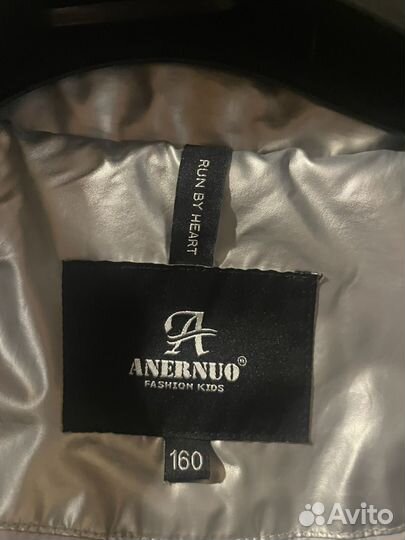 RUN BY HEART
A
ANERNUO®
FASHION KIDS
160
Avito